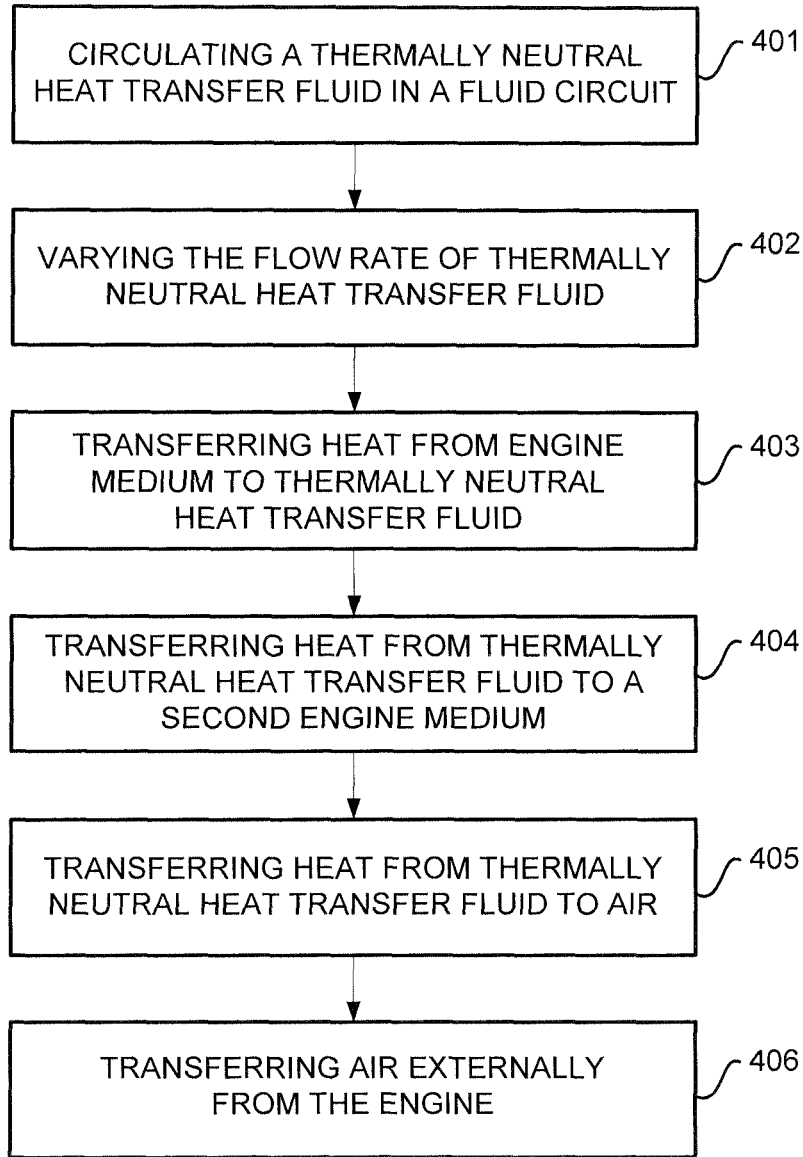 CIRCULATING A THERMALLY NEUTRAL
HEAT TRANSFER FLUID IN A FLUID CIRCUIT
401
VARYING THE FLOW RATE OF THERMALLY
NEUTRAL HEAT TRANSFER FLUID
402
TRANSFERRING HEAT FROM ENGINE
MEDIUM TO THERMALLY NEUTRAL
HEAT TRANSFER FLUID
403
TRANSFERRING HEAT FROM THERMALLY
NEUTRAL HEAT TRANSFER FLUID TO A
SECOND ENGINE MEDIUM
404
TRANSFERRING HEAT FROM THERMALLY
NEUTRAL HEAT TRANSFER FLUID TO AIR
405
TRANSFERRING AIR EXTERNALLY
FROM THE ENGINE
406